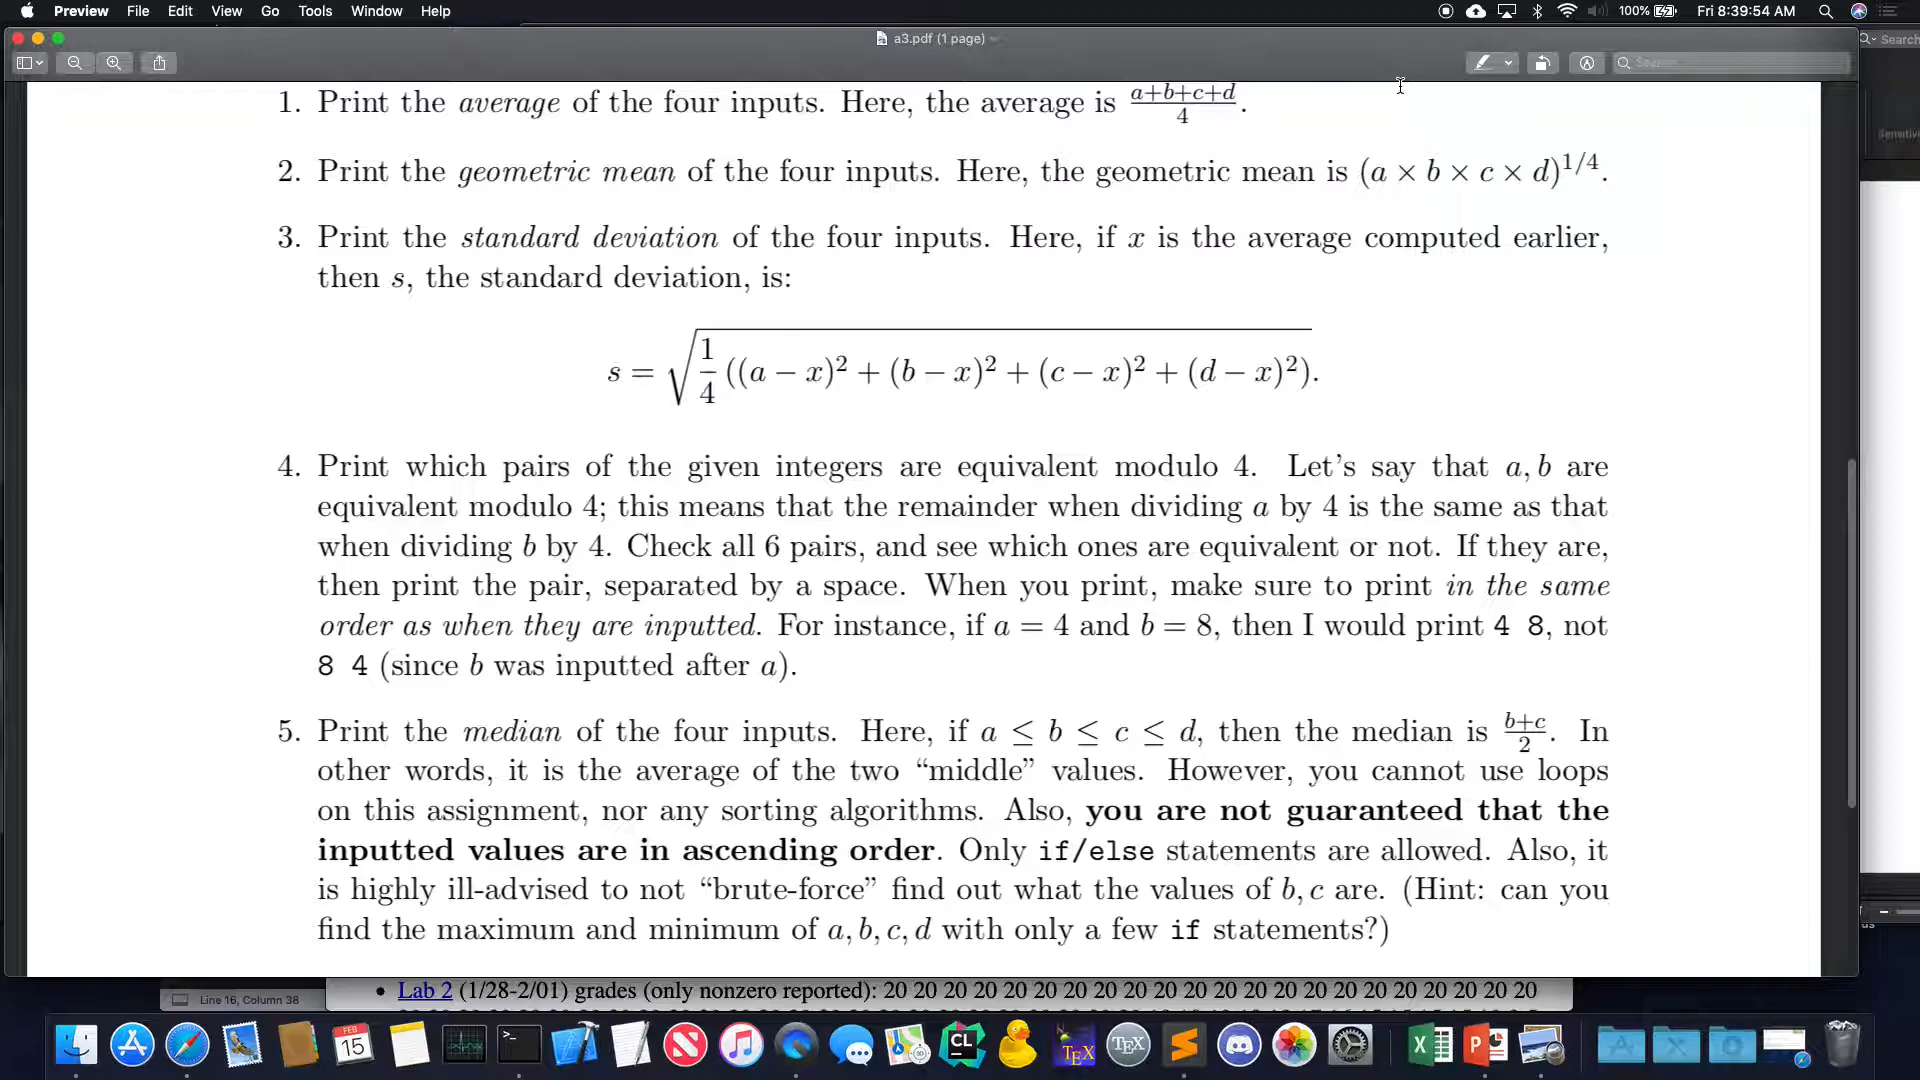 Preview File Edit View Go Tools Window Help 100% Fri 8:39:54 AM
a3.pdf (1 page)
Search
Search
1. Print the average of the four inputs. Here, the average is (a+b+c+d)/4.
2. Print the geometric mean of the four inputs. Here, the geometric mean is (a × b × c × d)^1/4.
3. Print the standard deviation of the four inputs. Here, if x is the average computed earlier,
then s, the standard deviation, is:
s = √(1/4 ((a − x)² + (b − x)² + (c − x)² + (d − x)²)).
4. Print which pairs of the given integers are equivalent modulo 4. Let's say that a, b are
equivalent modulo 4; this means that the remainder when dividing a by 4 is the same as that
when dividing b by 4. Check all 6 pairs, and see which ones are equivalent or not. If they are,
then print the pair, separated by a space. When you print, make sure to print in the same
order as when they are inputted. For instance, if a = 4 and b = 8, then I would print 4 8, not
8 4 (since b was inputted after a).
5. Print the median of the four inputs. Here, if a ≤ b ≤ c ≤ d, then the median is (b+c)/2. In
other words, it is the average of the two “middle” values. However, you cannot use loops
on this assignment, nor any sorting algorithms. Also, you are not guaranteed that the
inputted values are in ascending order. Only if/else statements are allowed. Also, it
is highly ill-advised to not “brute-force” find out what the values of b, c are. (Hint: can you
find the maximum and minimum of a, b, c, d with only a few if statements?)
Line 16, Column 38
• Lab 2 (1/28-2/01) grades (only nonzero reported): 20 20 20 20 20 20 20 20 20 20 20 20 20 20 20 20 20 20 20 20 20 20
FEB 15
CL
TEX
TEX